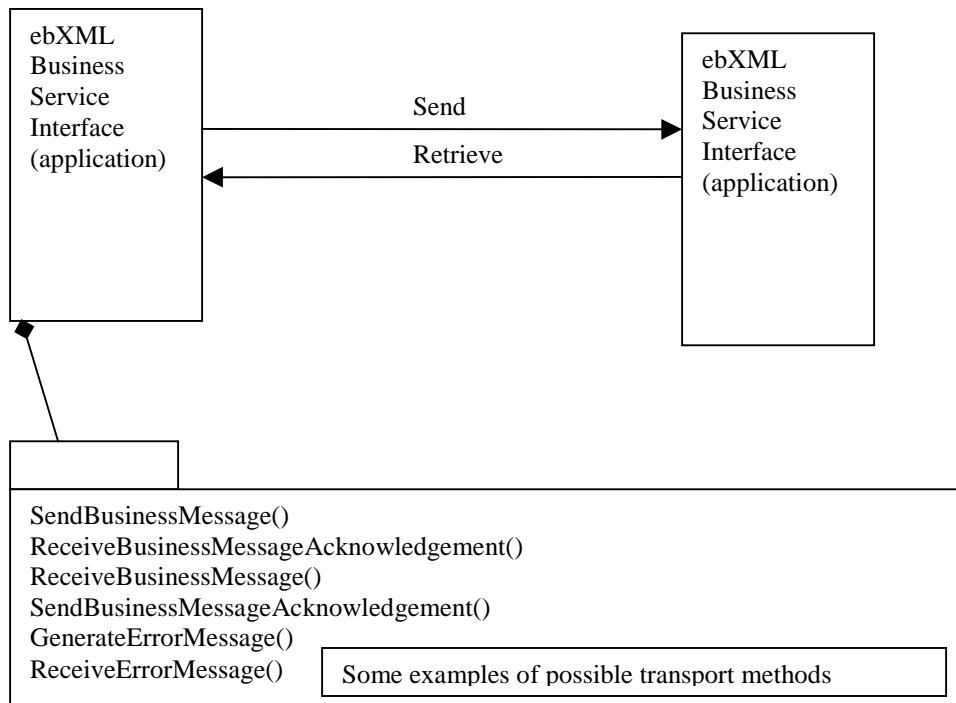 ebXML
Business
Service
Interface
(application)
Send
Retrieve
ebXML
Business
Service
Interface
(application)
SendBusinessMessage()
ReceiveBusinessMessageAcknowledgement()
ReceiveBusinessMessage()
SendBusinessMessageAcknowledgement()
GenerateErrorMessage()
ReceiveErrorMessage()
Some examples of possible transport methods